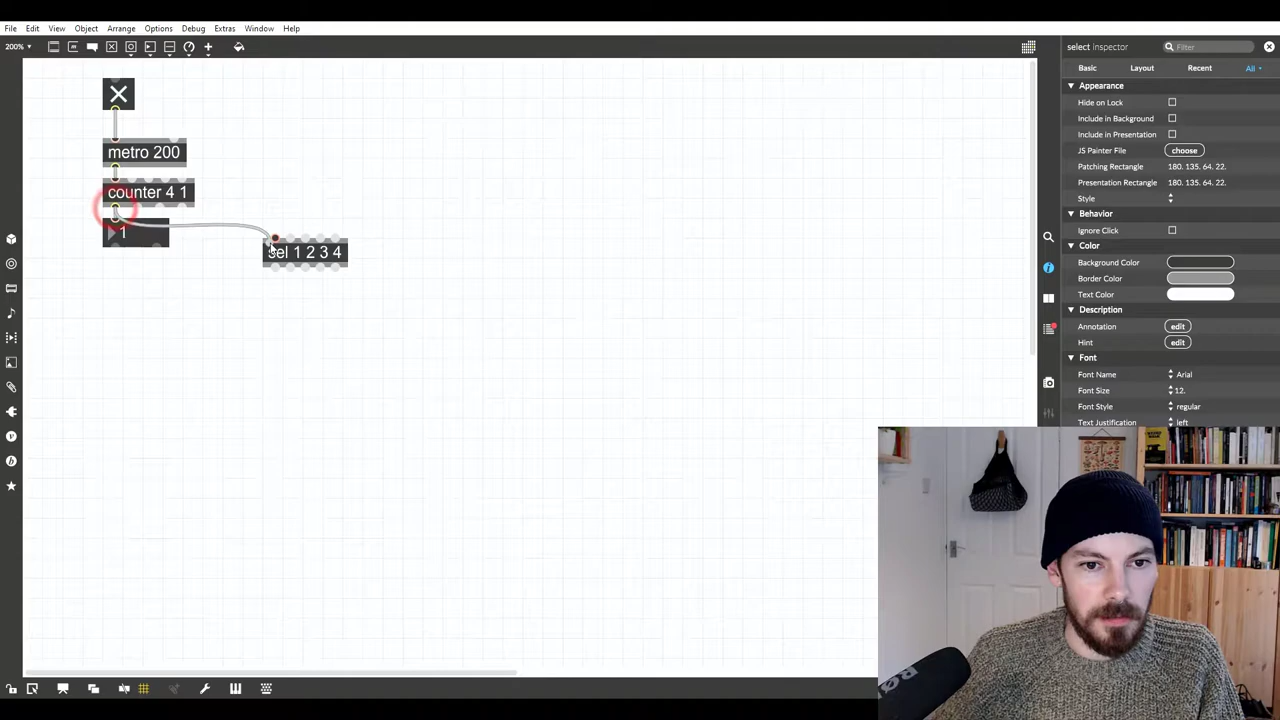 File Edit View Object Arrange Options Debug Extras Window Help
200%
select inspector
Filter
Basic Layout Recent All
Appearance
Hide on Lock
Include in Background
Include in Presentation
JS Painter File choose
Patching Rectangle 180. 135. 64. 22.
Presentation Rectangle 180. 135. 64. 22.
Style
Behavior
Ignore Click
Color
Background Color
Border Color
Text Color
Description
Annotation edit
Hint edit
Font
Font Name Arial
Font Size 12.
Font Style regular
Text Justification left
metro 200
counter 4 1
1
sel 1 2 3 4